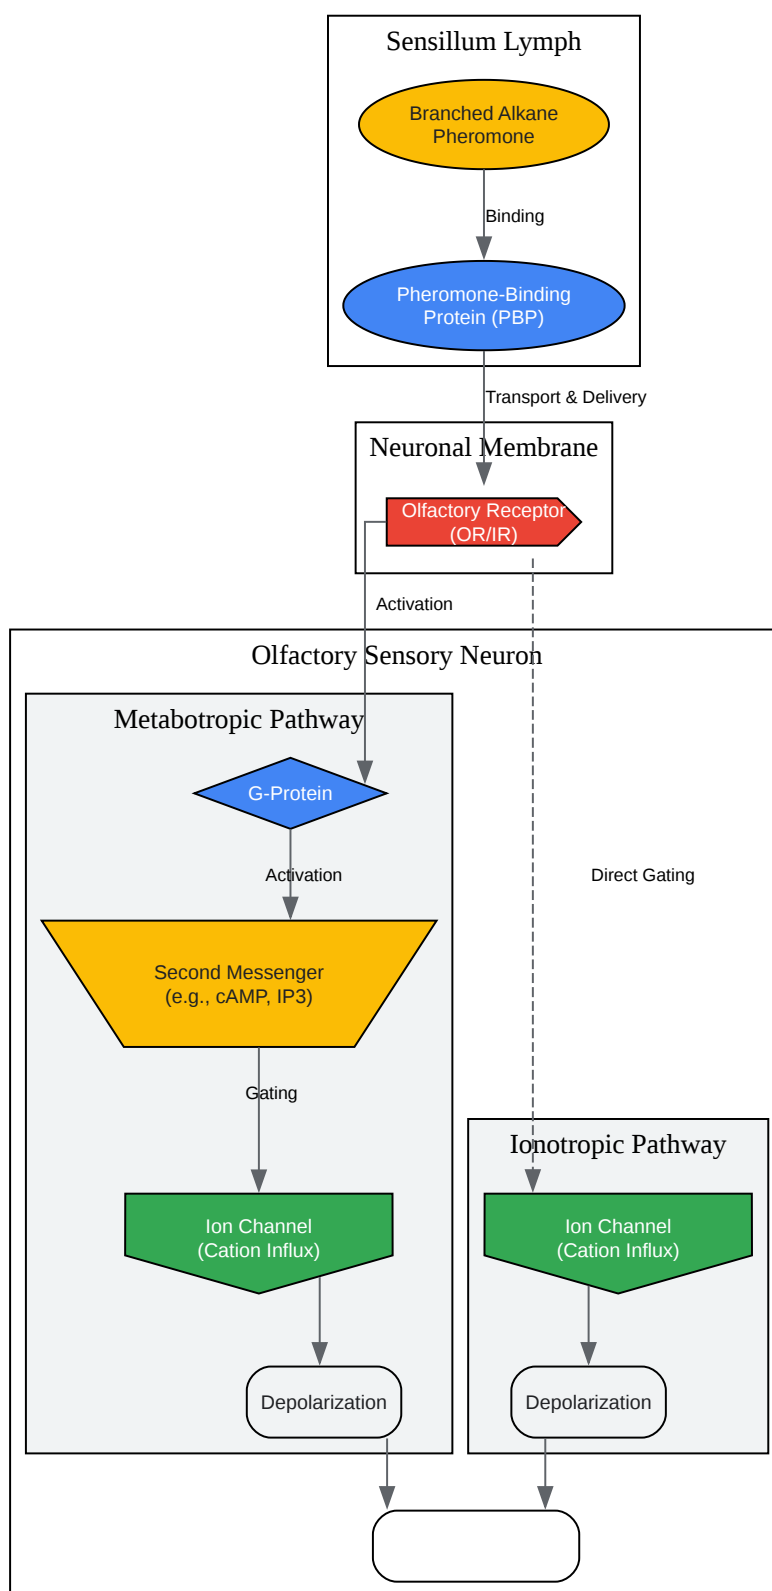 Sensillum Lymph
Branched Alkane
Pheromone
Binding
Pheromone-Binding
Protein (PBP)
Transport & Delivery
Neuronal Membrane
Olfactory Receptor
(OR/IR)
Activation
Olfactory Sensory Neuron
Metabotropic Pathway
G-Protein
Activation
Direct Gating
Second Messenger
(e.g., cAMP, IP3)
Gating
Ionotropic Pathway
Ion Channel
(Cation Influx)
Ion Channel
(Cation Influx)
Depolarization
Depolarization